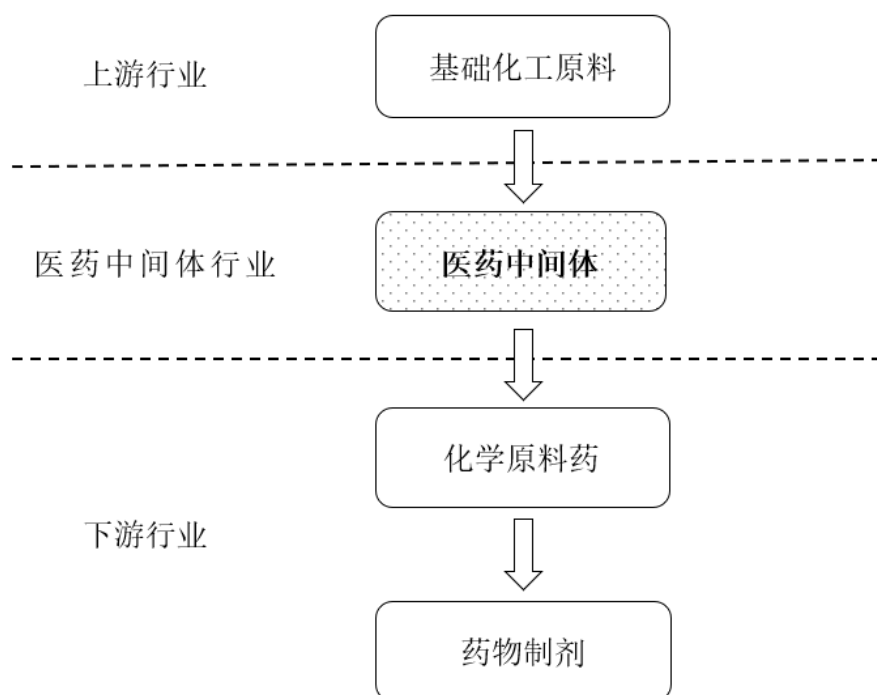 上游行业
基础化工原料
医药中间体行业
医药中间体
化学原料药
下游行业
药物制剂